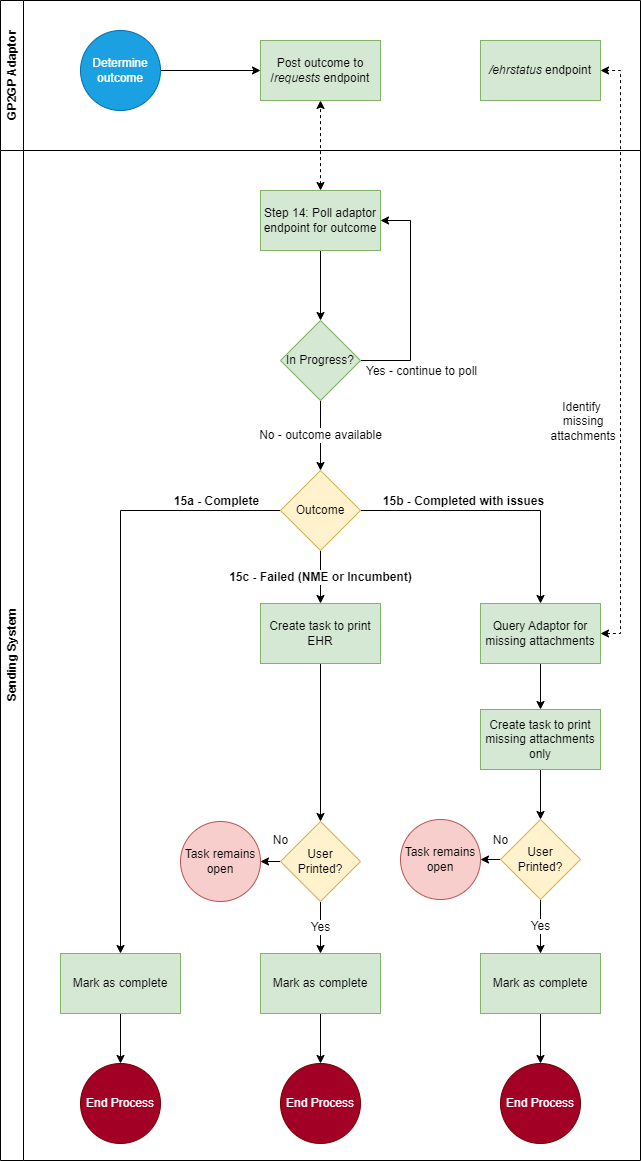 GP2GP Adaptor
Determine
outcome
Post outcome to
/requests endpoint
/ehrstatus endpoint
Sending System
Step 14: Poll adaptor
endpoint for outcome
In Progress?
Yes - continue to poll
Identify
missing
attachments
No - outcome available
15a - Complete
Outcome
15b - Completed with issues
15c - Failed (NME or Incumbent)
Create task to print
EHR
Query Adaptor for
missing attachments
Create task to print
missing attachments
only
Task remains
open
No
User
Printed?
Task remains
open
No
User
Printed?
Yes
Yes
Mark as complete
Mark as complete
Mark as complete
End Process
End Process
End Process